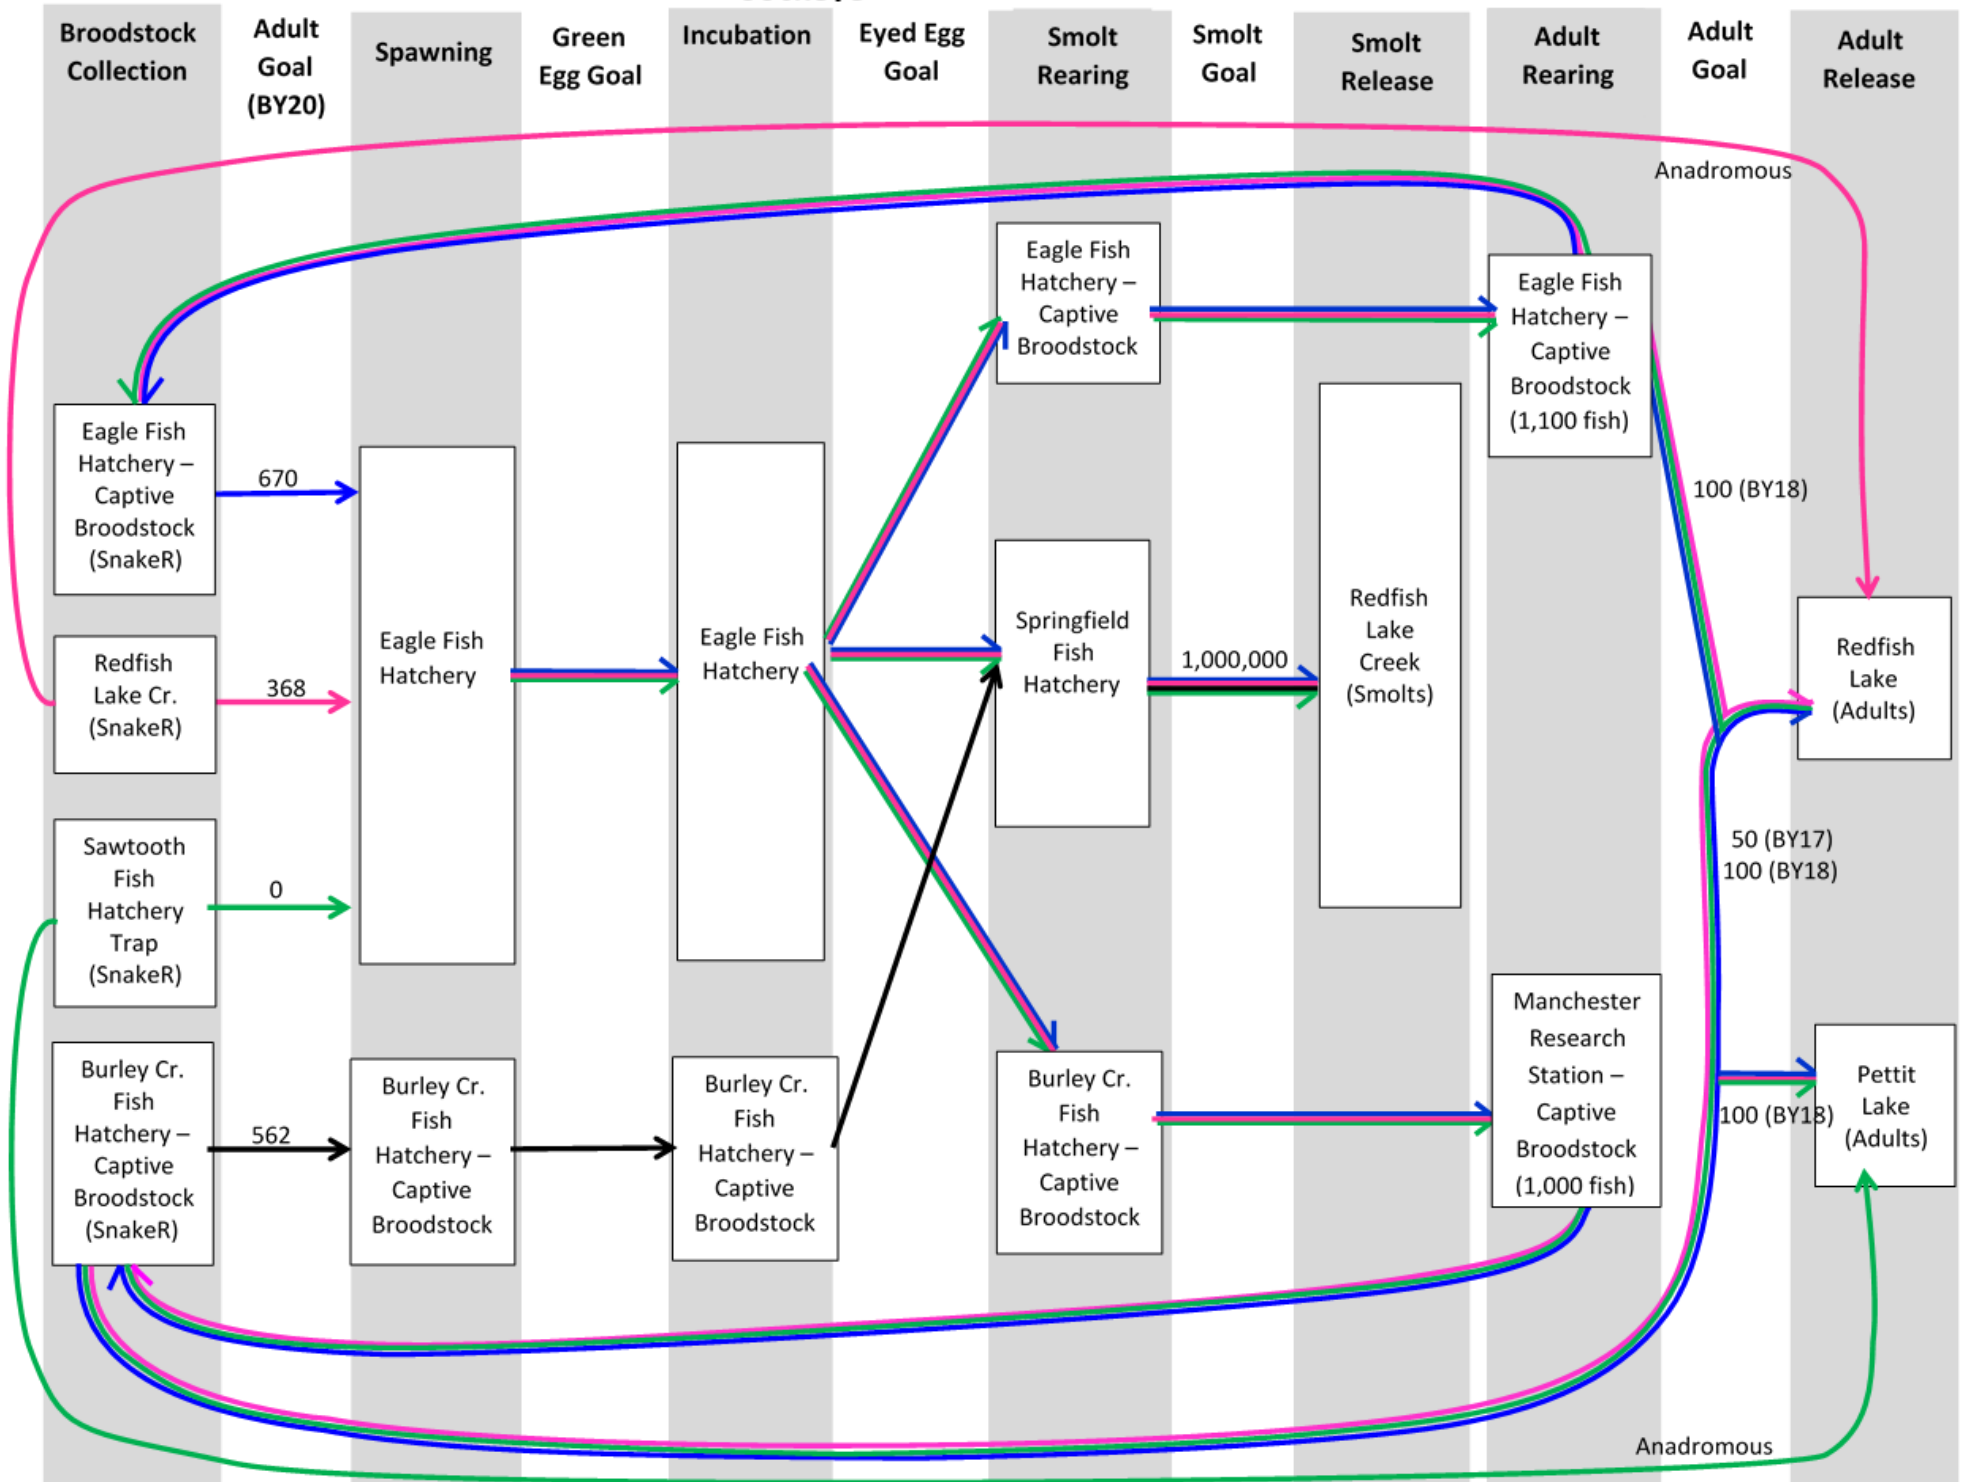 Broodstock
Collection
Adult
Goal
(BY20)
Spawning
Green
Egg Goal
Incubation
Eyed Egg
Goal
Smolt
Rearing
Smolt
Goal
Smolt
Release
Adult
Rearing
Adult
Goal
Adult
Release
Anadromous
Eagle Fish
Hatchery –
Captive
Broodstock
(SnakeR)
670
Redfish
Lake Cr.
(SnakeR)
368
Sawtooth
Fish
Hatchery
Trap
(SnakeR)
0
Burley Cr.
Fish
Hatchery –
Captive
Broodstock
(SnakeR)
562
Eagle Fish
Hatchery
Burley Cr.
Fish
Hatchery –
Captive
Broodstock
Eagle Fish
Hatchery
Burley Cr.
Fish
Hatchery –
Captive
Broodstock
Eagle Fish
Hatchery –
Captive
Broodstock
Springfield
Fish
Hatchery
Burley Cr.
Fish
Hatchery –
Captive
Broodstock
1,000,000
Redfish
Lake
Creek
(Smolts)
Eagle Fish
Hatchery –
Captive
Broodstock
(1,100 fish)
Manchester
Research
Station –
Captive
Broodstock
(1,000 fish)
100 (BY18)
50 (BY17)
100 (BY18)
100 (BY18)
Redfish
Lake
(Adults)
Pettit
Lake
(Adults)
Anadromous